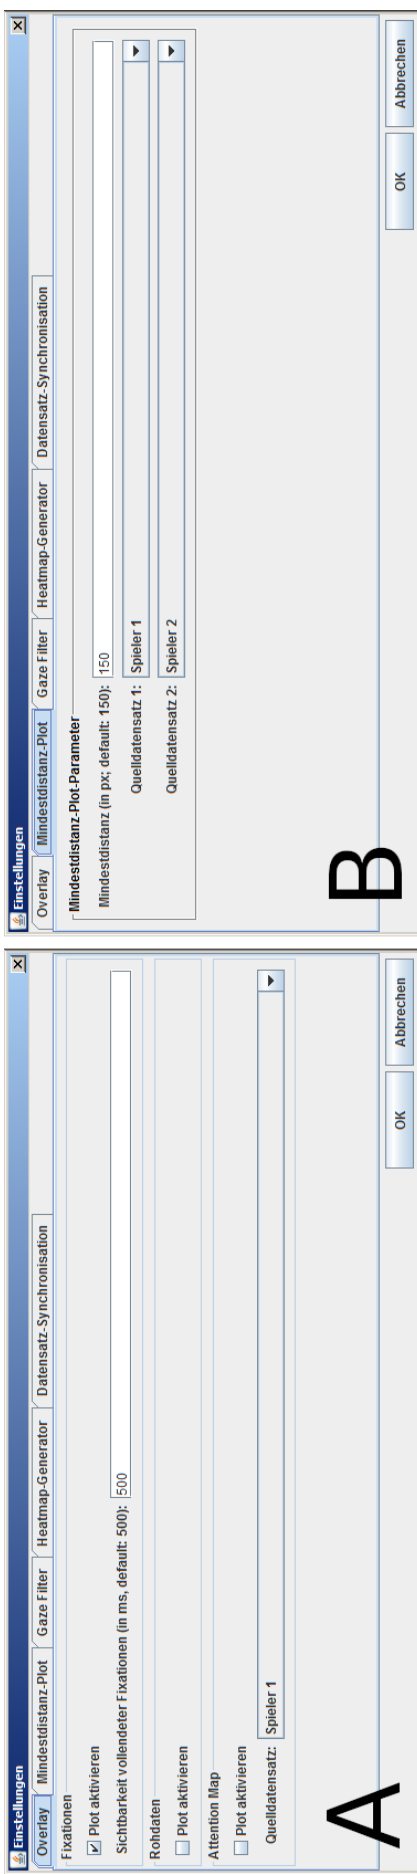 Einstellungen
Overlay Mindestdistanz-Plot Gaze Filter Heatmap-Generator Datensatz-Synchronisation
Fixationen
Plot aktivieren
Sichtbarkeit vollendeter Fixationen (in ms, default: 500): 500
Rohdaten
Plot aktivieren
Attention Map
Plot aktivieren
Quelldatensatz: Spieler 1
OK Abbrechen
A
Einstellungen
Overlay Mindestdistanz-Plot Gaze Filter Heatmap-Generator Datensatz-Synchronisation
Mindestdistanz-Plot-Parameter
Mindestdistanz (in px; default: 150): 150
Quelldatensatz 1: Spieler 1
Quelldatensatz 2: Spieler 2
OK Abbrechen
B